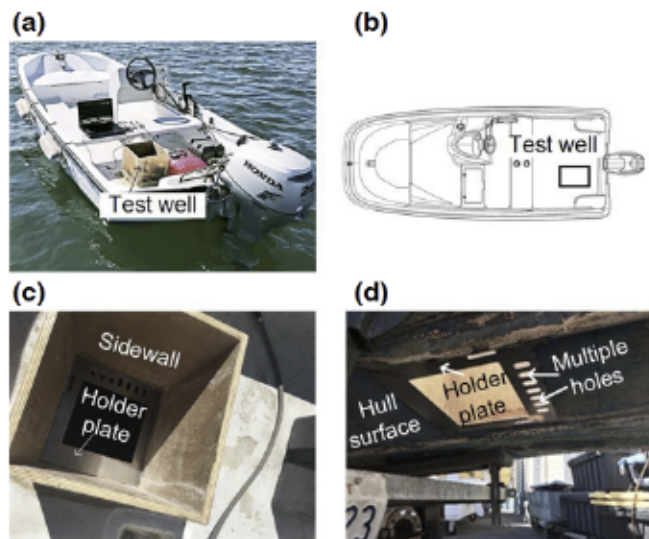 (a)
HONDA
Test well
(b)
Test well
(c)
Sidewall
Holder
plate
(d)
Holder
plate
Multiple
holes
Hull
surface
23